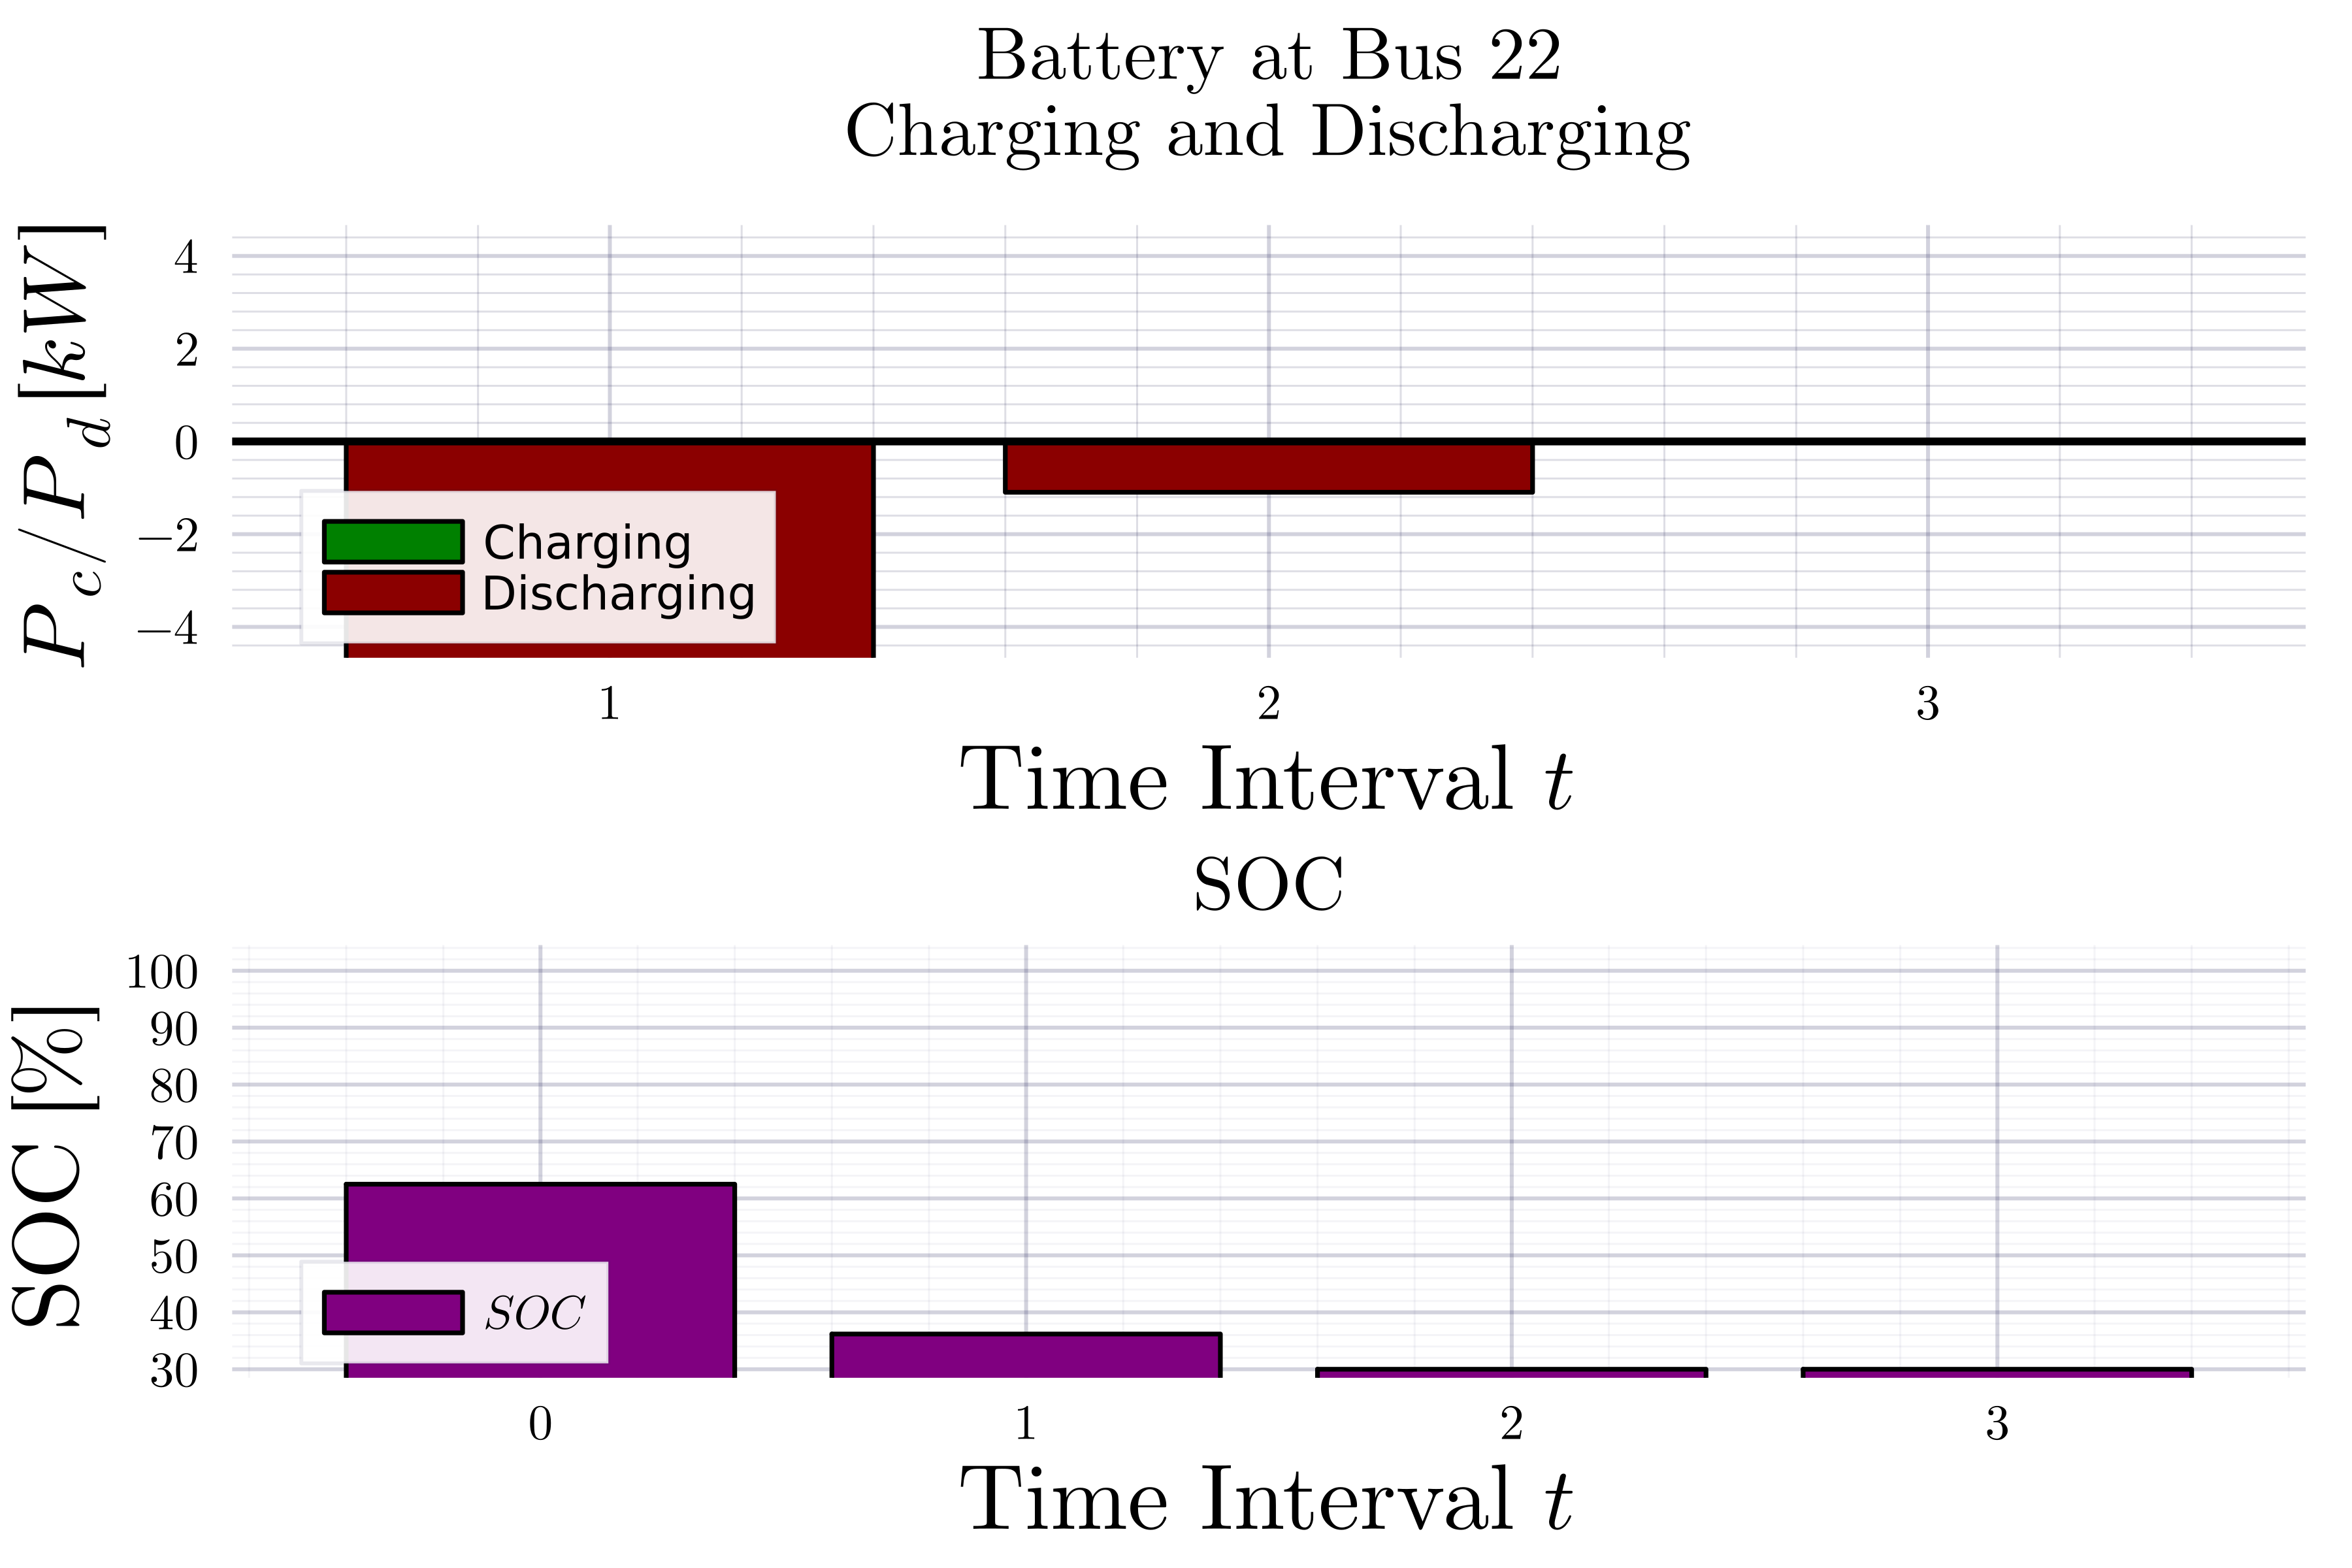 Battery at Bus 22
Charging and Discharging
P_c/P_d [kW]
4
2
0
−2
−4
Charging
Discharging
1 2 3
Time Interval t
SOC
SOC [%]
100
90
80
70
60
50
40
30
SOC
0 1 2 3
Time Interval t